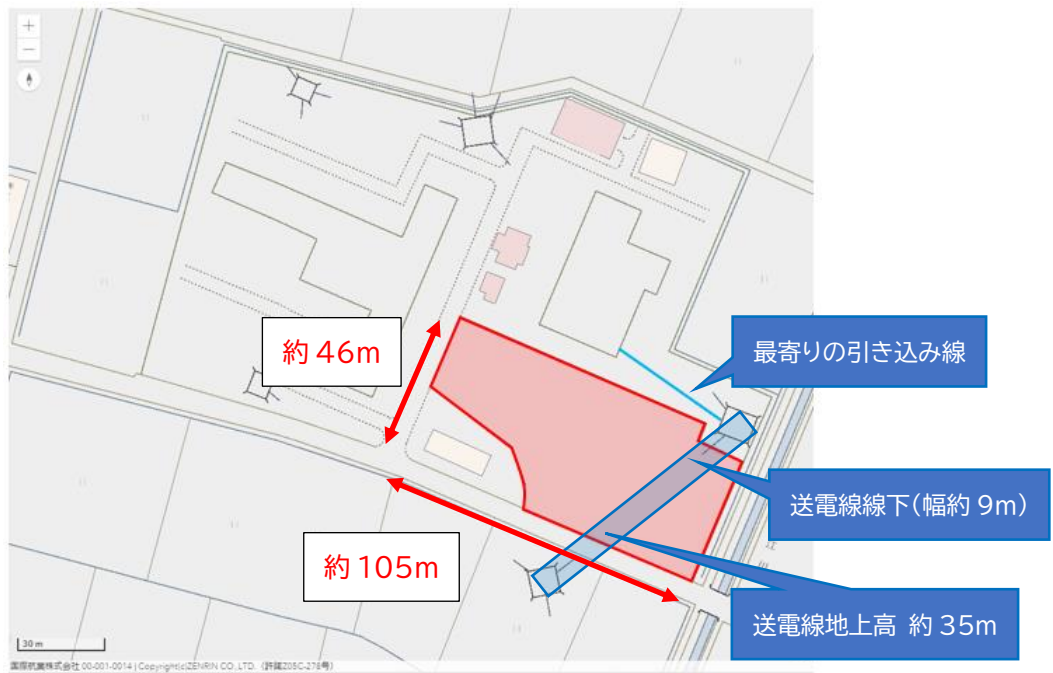 約 46m
最寄りの引き込み線
送電線線下(幅約 9m)
約 105m
送電線地上高 約 35m
30 m
国際航業株式会社 00-001-0014 | Copyright(c)ZENRIN CO.,LTD. (許諾Z05C-278号)